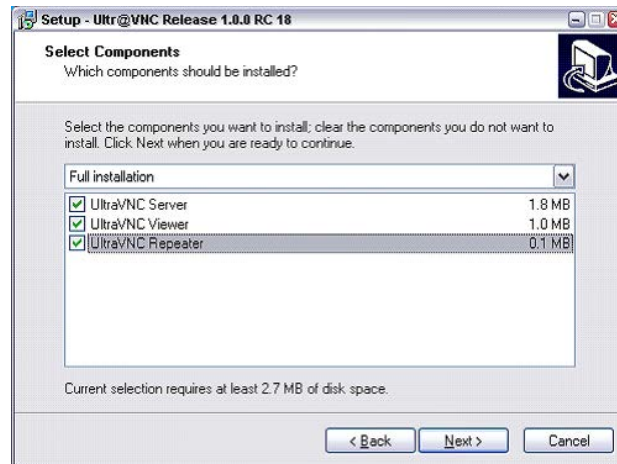 Setup - Ultr@VNC Release 1.0.0 RC 18
Select Components
Which components should be installed?
Select the components you want to install; clear the components you do not want to
install. Click Next when you are ready to continue.
Full installation
UltraVNC Server 1.8 MB
UltraVNC Viewer 1.0 MB
UltraVNC Repeater 0.1 MB
Current selection requires at least 2.7 MB of disk space.
< Back Next > Cancel